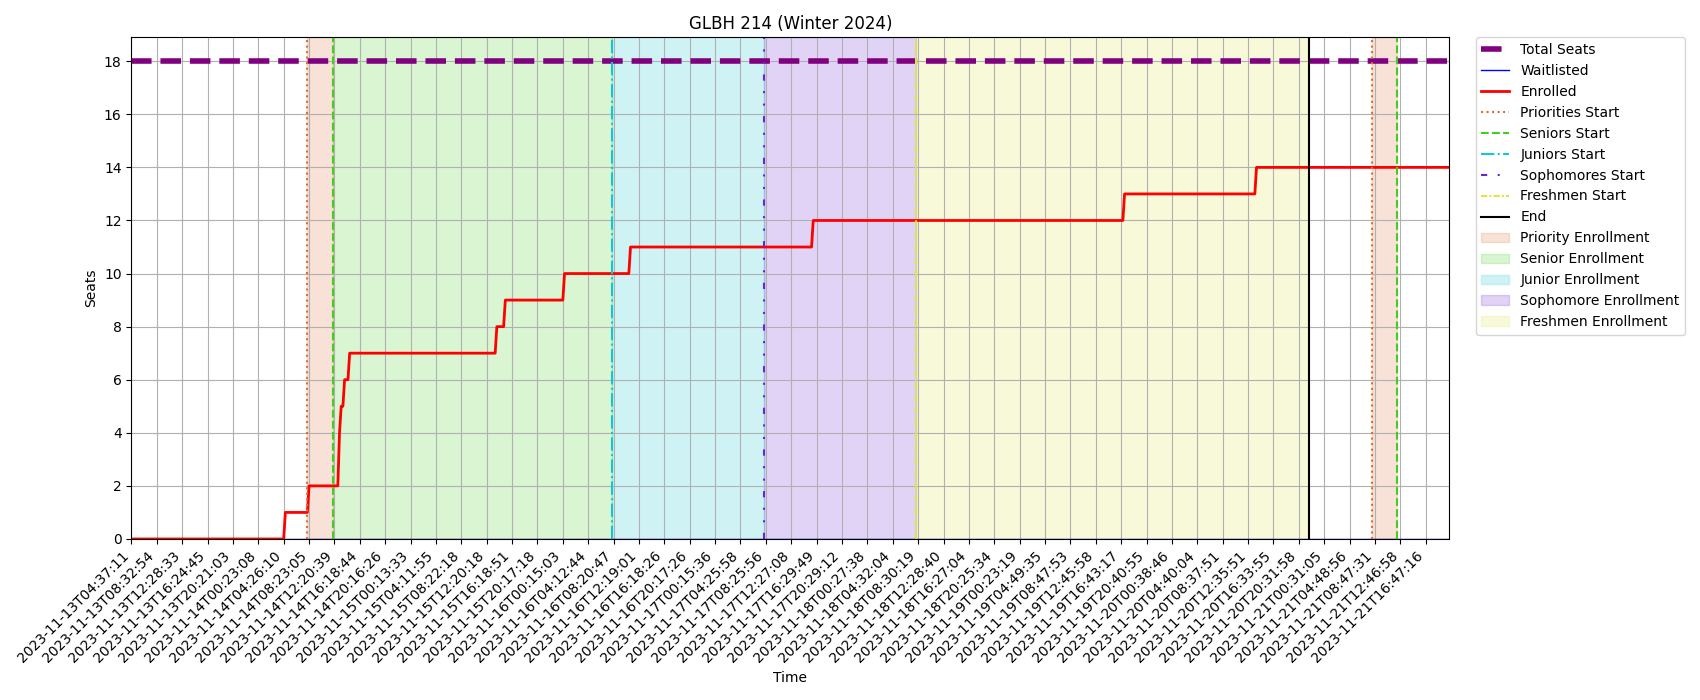 GLBH 214 (Winter 2024)
18
16
14
12
10
8
6
4
2
0
Seats
2023-11-13T04:37:11
2023-11-13T08:32:54
2023-11-13T12:28:33
2023-11-13T16:24:45
2023-11-13T20:21:03
2023-11-14T00:23:08
2023-11-14T04:26:10
2023-11-14T08:23:05
2023-11-14T12:20:39
2023-11-14T16:18:44
2023-11-14T20:16:26
2023-11-15T00:13:33
2023-11-15T04:11:55
2023-11-15T08:22:18
2023-11-15T12:20:18
2023-11-15T16:18:51
2023-11-15T20:17:18
2023-11-16T00:15:03
2023-11-16T04:12:44
2023-11-16T08:20:47
2023-11-16T12:19:01
2023-11-16T16:18:26
2023-11-16T20:17:26
2023-11-17T00:15:36
2023-11-17T04:25:58
2023-11-17T08:25:56
2023-11-17T12:27:08
2023-11-17T16:29:49
2023-11-17T20:29:12
2023-11-18T00:27:38
2023-11-18T04:32:04
2023-11-18T08:30:19
2023-11-18T12:28:40
2023-11-18T16:27:04
2023-11-18T20:25:34
2023-11-19T00:23:19
2023-11-19T04:49:35
2023-11-19T08:47:53
2023-11-19T12:45:58
2023-11-19T16:43:17
2023-11-19T20:40:55
2023-11-20T00:38:46
2023-11-20T04:40:04
2023-11-20T08:37:51
2023-11-20T12:35:51
2023-11-20T16:33:55
2023-11-20T20:31:58
2023-11-21T00:31:05
2023-11-21T04:48:56
2023-11-21T08:47:31
2023-11-21T12:46:58
2023-11-21T16:47:16
Time
Total Seats
Waitlisted
Enrolled
Priorities Start
Seniors Start
Juniors Start
Sophomores Start
Freshmen Start
End
Priority Enrollment
Senior Enrollment
Junior Enrollment
Sophomore Enrollment
Freshmen Enrollment